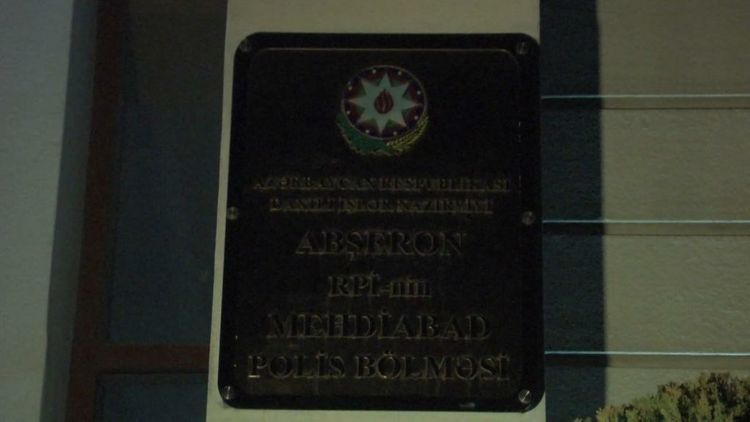 AZƏRBAYCAN RESPUBLİKASI
DAXİLİ İŞLƏR NAZİRLİYİ
ABŞERON
RPİ-nin
MEHDİABAD
POLİS BÖLMƏSİ